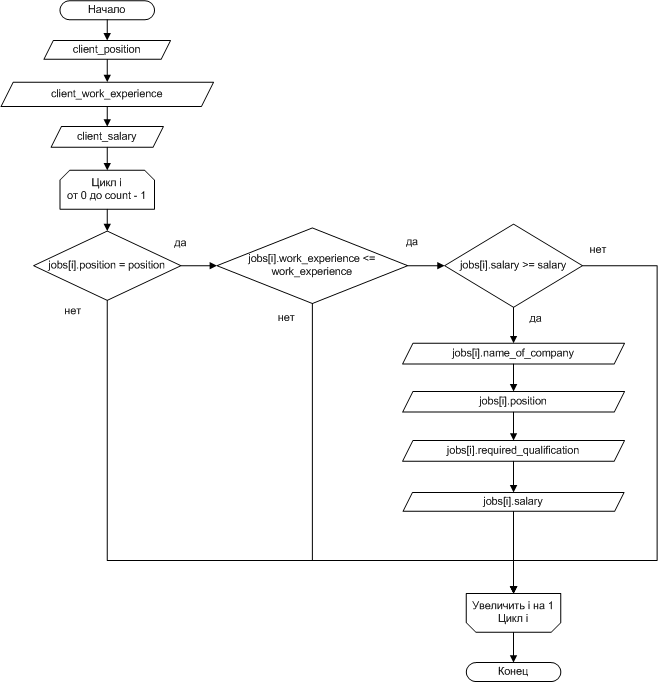 Начало
client_position
client_work_experience
client_salary
Цикл i
от 0 до count - 1
jobs[i].position = position
да
нет
jobs[i].work_experience <=
work_experience
да
нет
jobs[i].salary >= salary
нет
да
jobs[i].name_of_company
jobs[i].position
jobs[i].required_qualification
jobs[i].salary
Увеличить i на 1
Цикл i
Конец